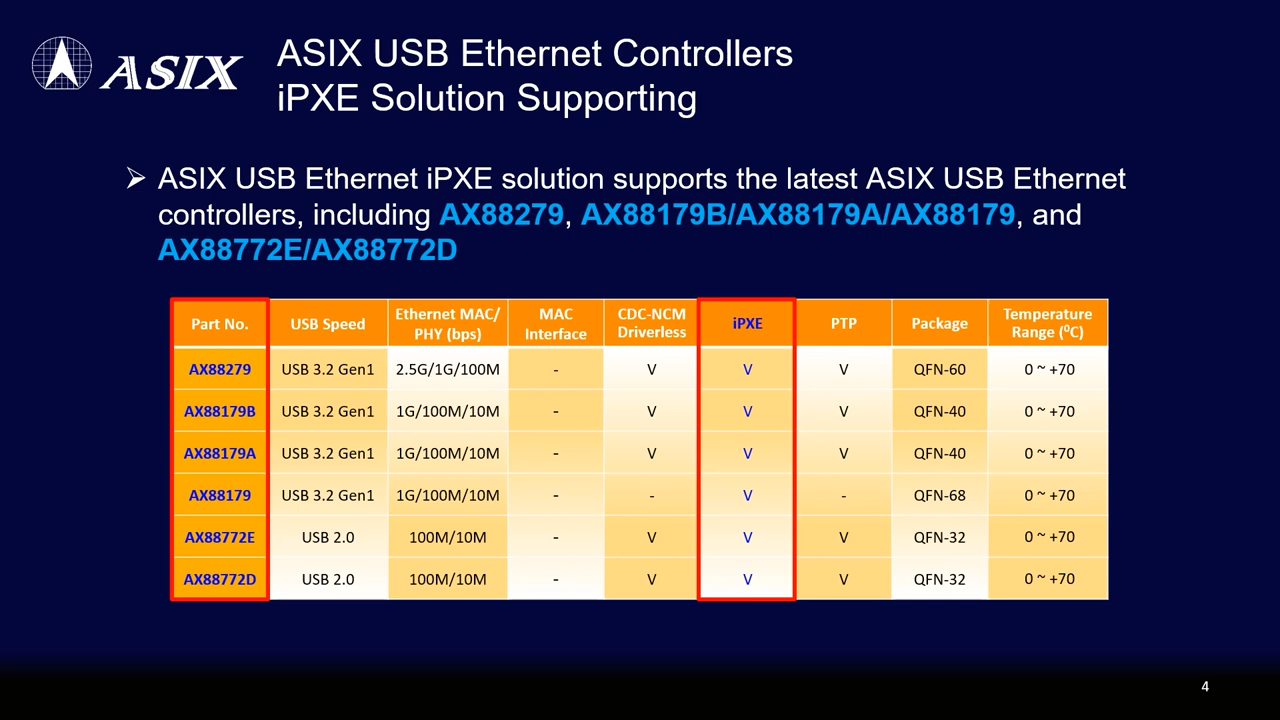 ASIX
ASIX USB Ethernet Controllers
iPXE Solution Supporting
➢ ASIX USB Ethernet iPXE solution supports the latest ASIX USB Ethernet
controllers, including AX88279, AX88179B/AX88179A/AX88179, and
AX88772E/AX88772D
Part No. USB Speed Ethernet MAC/ PHY (bps) MAC Interface CDC-NCM Driverless iPXE PTP Package Temperature Range (⁰C)
AX88279 USB 3.2 Gen1 2.5G/1G/100M - V V V QFN-60 0 ~ +70
AX88179B USB 3.2 Gen1 1G/100M/10M - V V V QFN-40 0 ~ +70
AX88179A USB 3.2 Gen1 1G/100M/10M - V V V QFN-40 0 ~ +70
AX88179 USB 3.2 Gen1 1G/100M/10M - - V - QFN-68 0 ~ +70
AX88772E USB 2.0 100M/10M - V V V QFN-32 0 ~ +70
AX88772D USB 2.0 100M/10M - V V V QFN-32 0 ~ +70
4